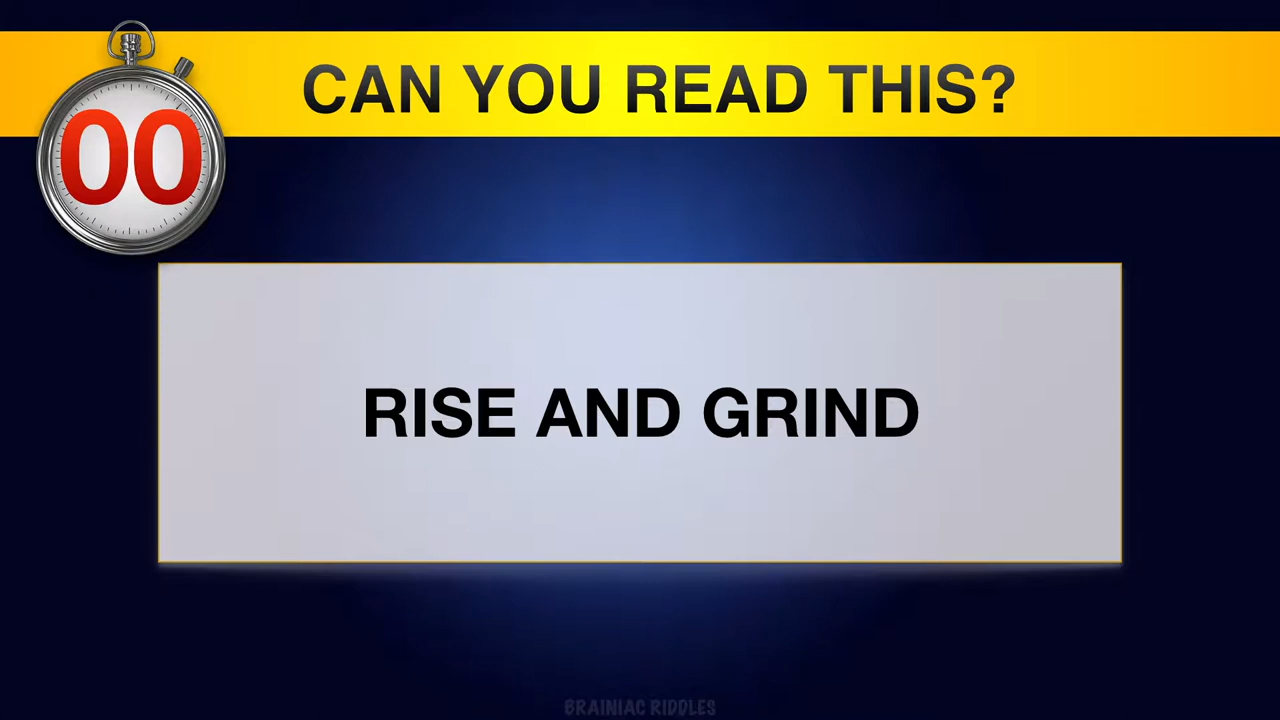 CAN YOU READ THIS?
00
RISE AND GRIND
BRAINIAC RIDDLES